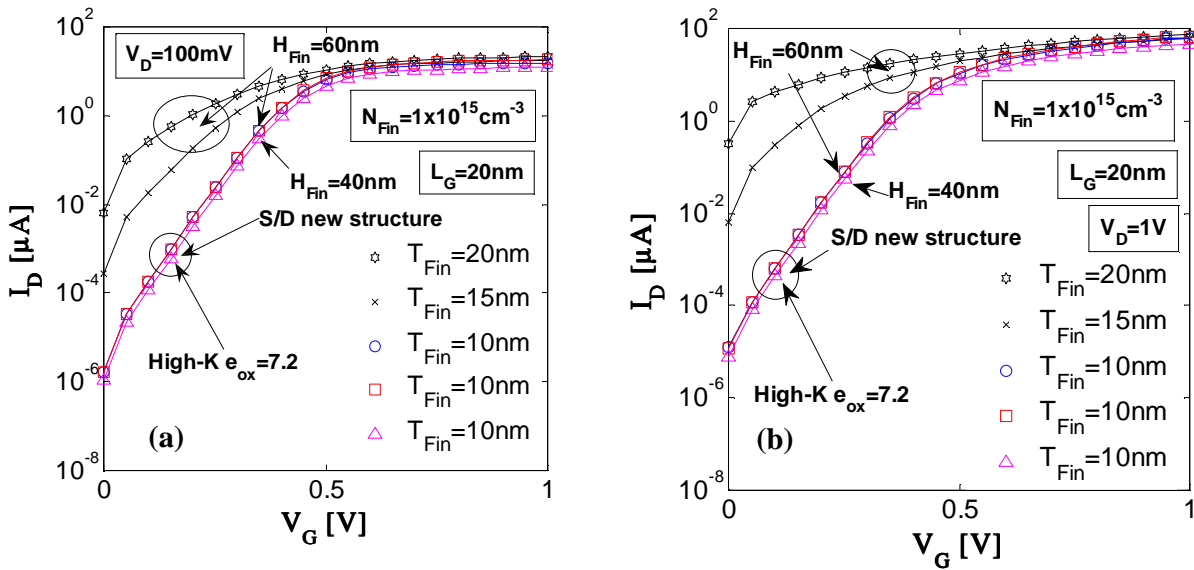 10^2
10^0
10^-2
10^-4
10^-6
10^-8
I_D [µA]
V_D=100mV
H_Fin=60nm
N_Fin=1x10^15cm^-3
L_G=20nm
H_Fin=40nm
S/D new structure
High-K e_ox=7.2
T_Fin=20nm
T_Fin=15nm
T_Fin=10nm
T_Fin=10nm
T_Fin=10nm
(a)
0 0.5 1
V_G [V]
10^2
10^0
10^-2
10^-4
10^-6
10^-8
I_D [µA]
H_Fin=60nm
N_Fin=1x10^15cm^-3
L_G=20nm
H_Fin=40nm
V_D=1V
S/D new structure
High-K e_ox=7.2
T_Fin=20nm
T_Fin=15nm
T_Fin=10nm
T_Fin=10nm
T_Fin=10nm
(b)
0 0.5 1
V_G [V]